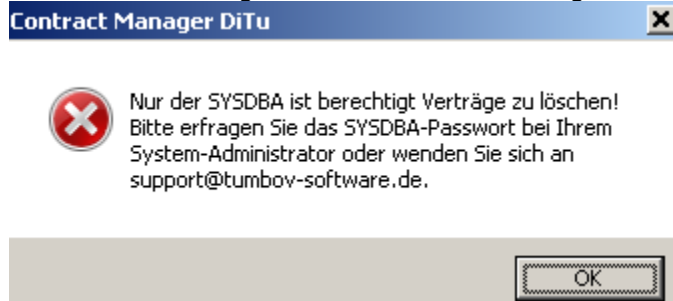 Contract Manager DiTu
Nur der SYSDBA ist berechtigt Verträge zu löschen!
Bitte erfragen Sie das SYSDBA-Passwort bei Ihrem
System-Administrator oder wenden Sie sich an
support@tumbov-software.de.
OK